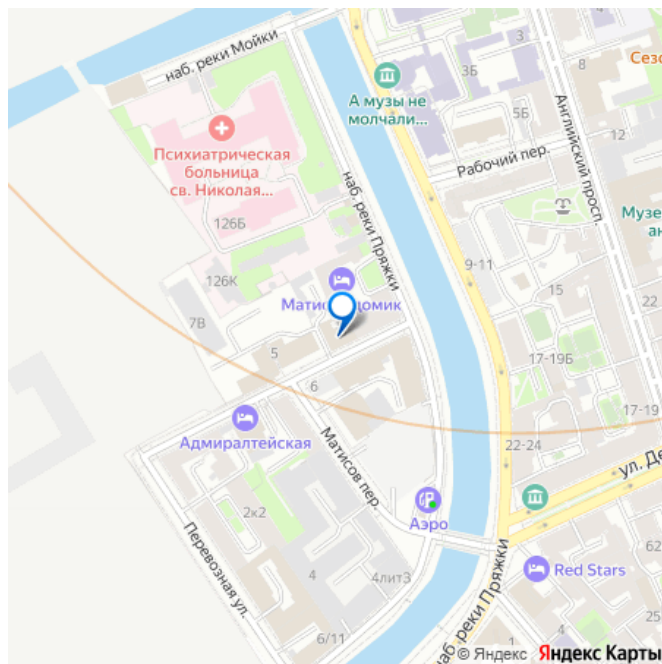 наб. реки Мойки
А музы не
молчали...
3Б
8
Сезо
5Б
12
Английский просп.
Рабочий пер.
Психиатрическая
больница
св. Николая...
наб. реки Пряжки
126Б
Музе
ан
9-11
126К
15
Матис
домик
7В
5
17-19Б
6
17-19
Адмиралтейская
22-24
Матисов пер.
ул. Де
2к2
Аэро
Перевозная ул.
62
4
4лит3
Red Stars
наб. реки Пряжки
6/11
1
© Яндекс Яндекс Карты